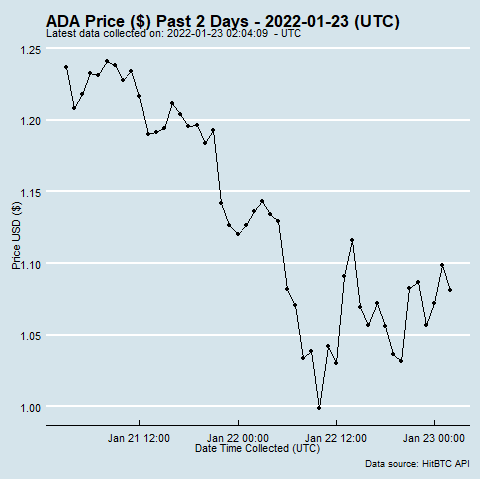 ADA Price ($) Past 2 Days - 2022-01-23 (UTC)
Latest data collected on: 2022-01-23 02:04:09 - UTC
1.25
1.20
1.15
1.10
1.05
1.00
Price USD ($)
Jan 21 12:00 Jan 22 00:00 Jan 22 12:00 Jan 23 00:00
Date Time Collected (UTC)
Data source: HitBTC API